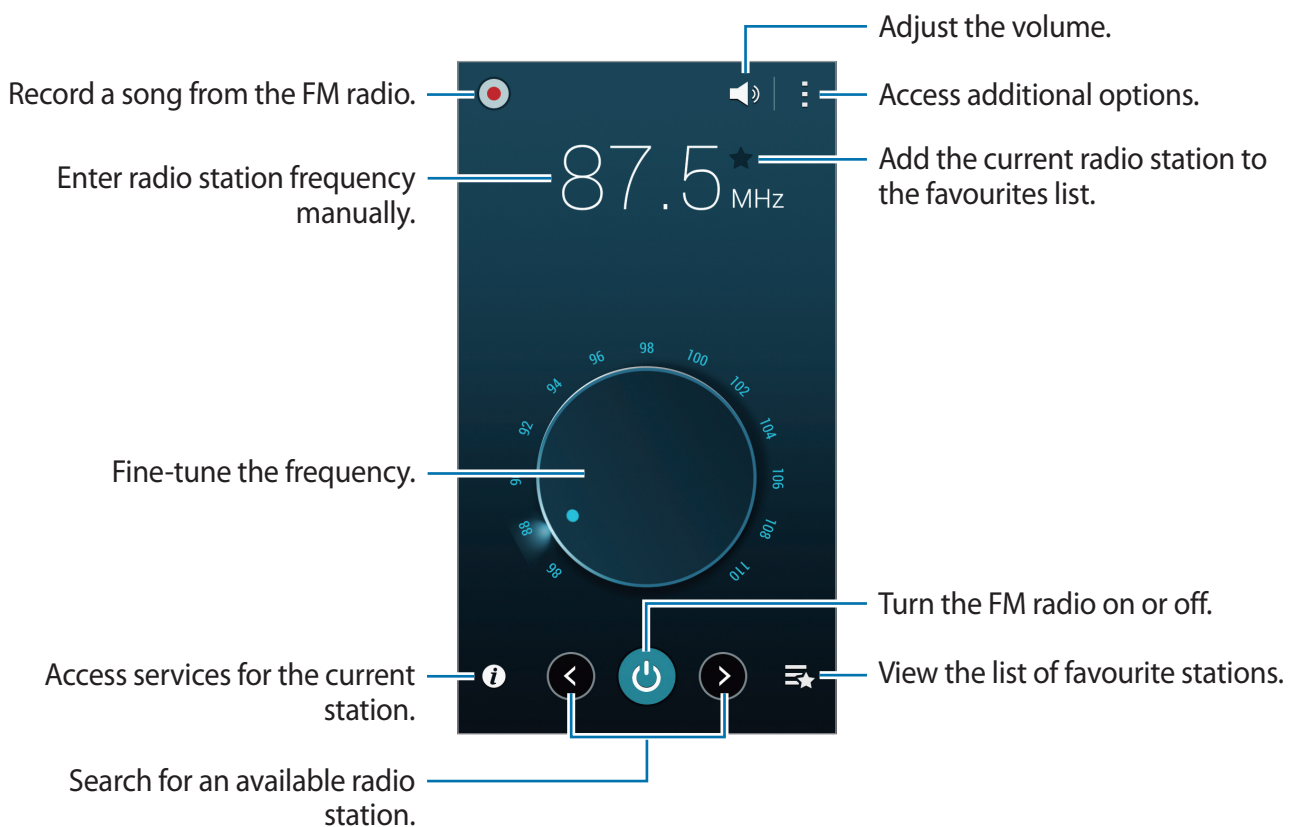 Adjust the volume.
Record a song from the FM radio.
Access additional options.
Enter radio station frequency
manually.
87.5
MHz
Add the current radio station to
the favourites list.
86
88
9
92
94
96
98
100
102
104
106
108
110
Fine-tune the frequency.
Turn the FM radio on or off.
Access services for the current
station.
i
View the list of favourite stations.
Search for an available radio
station.